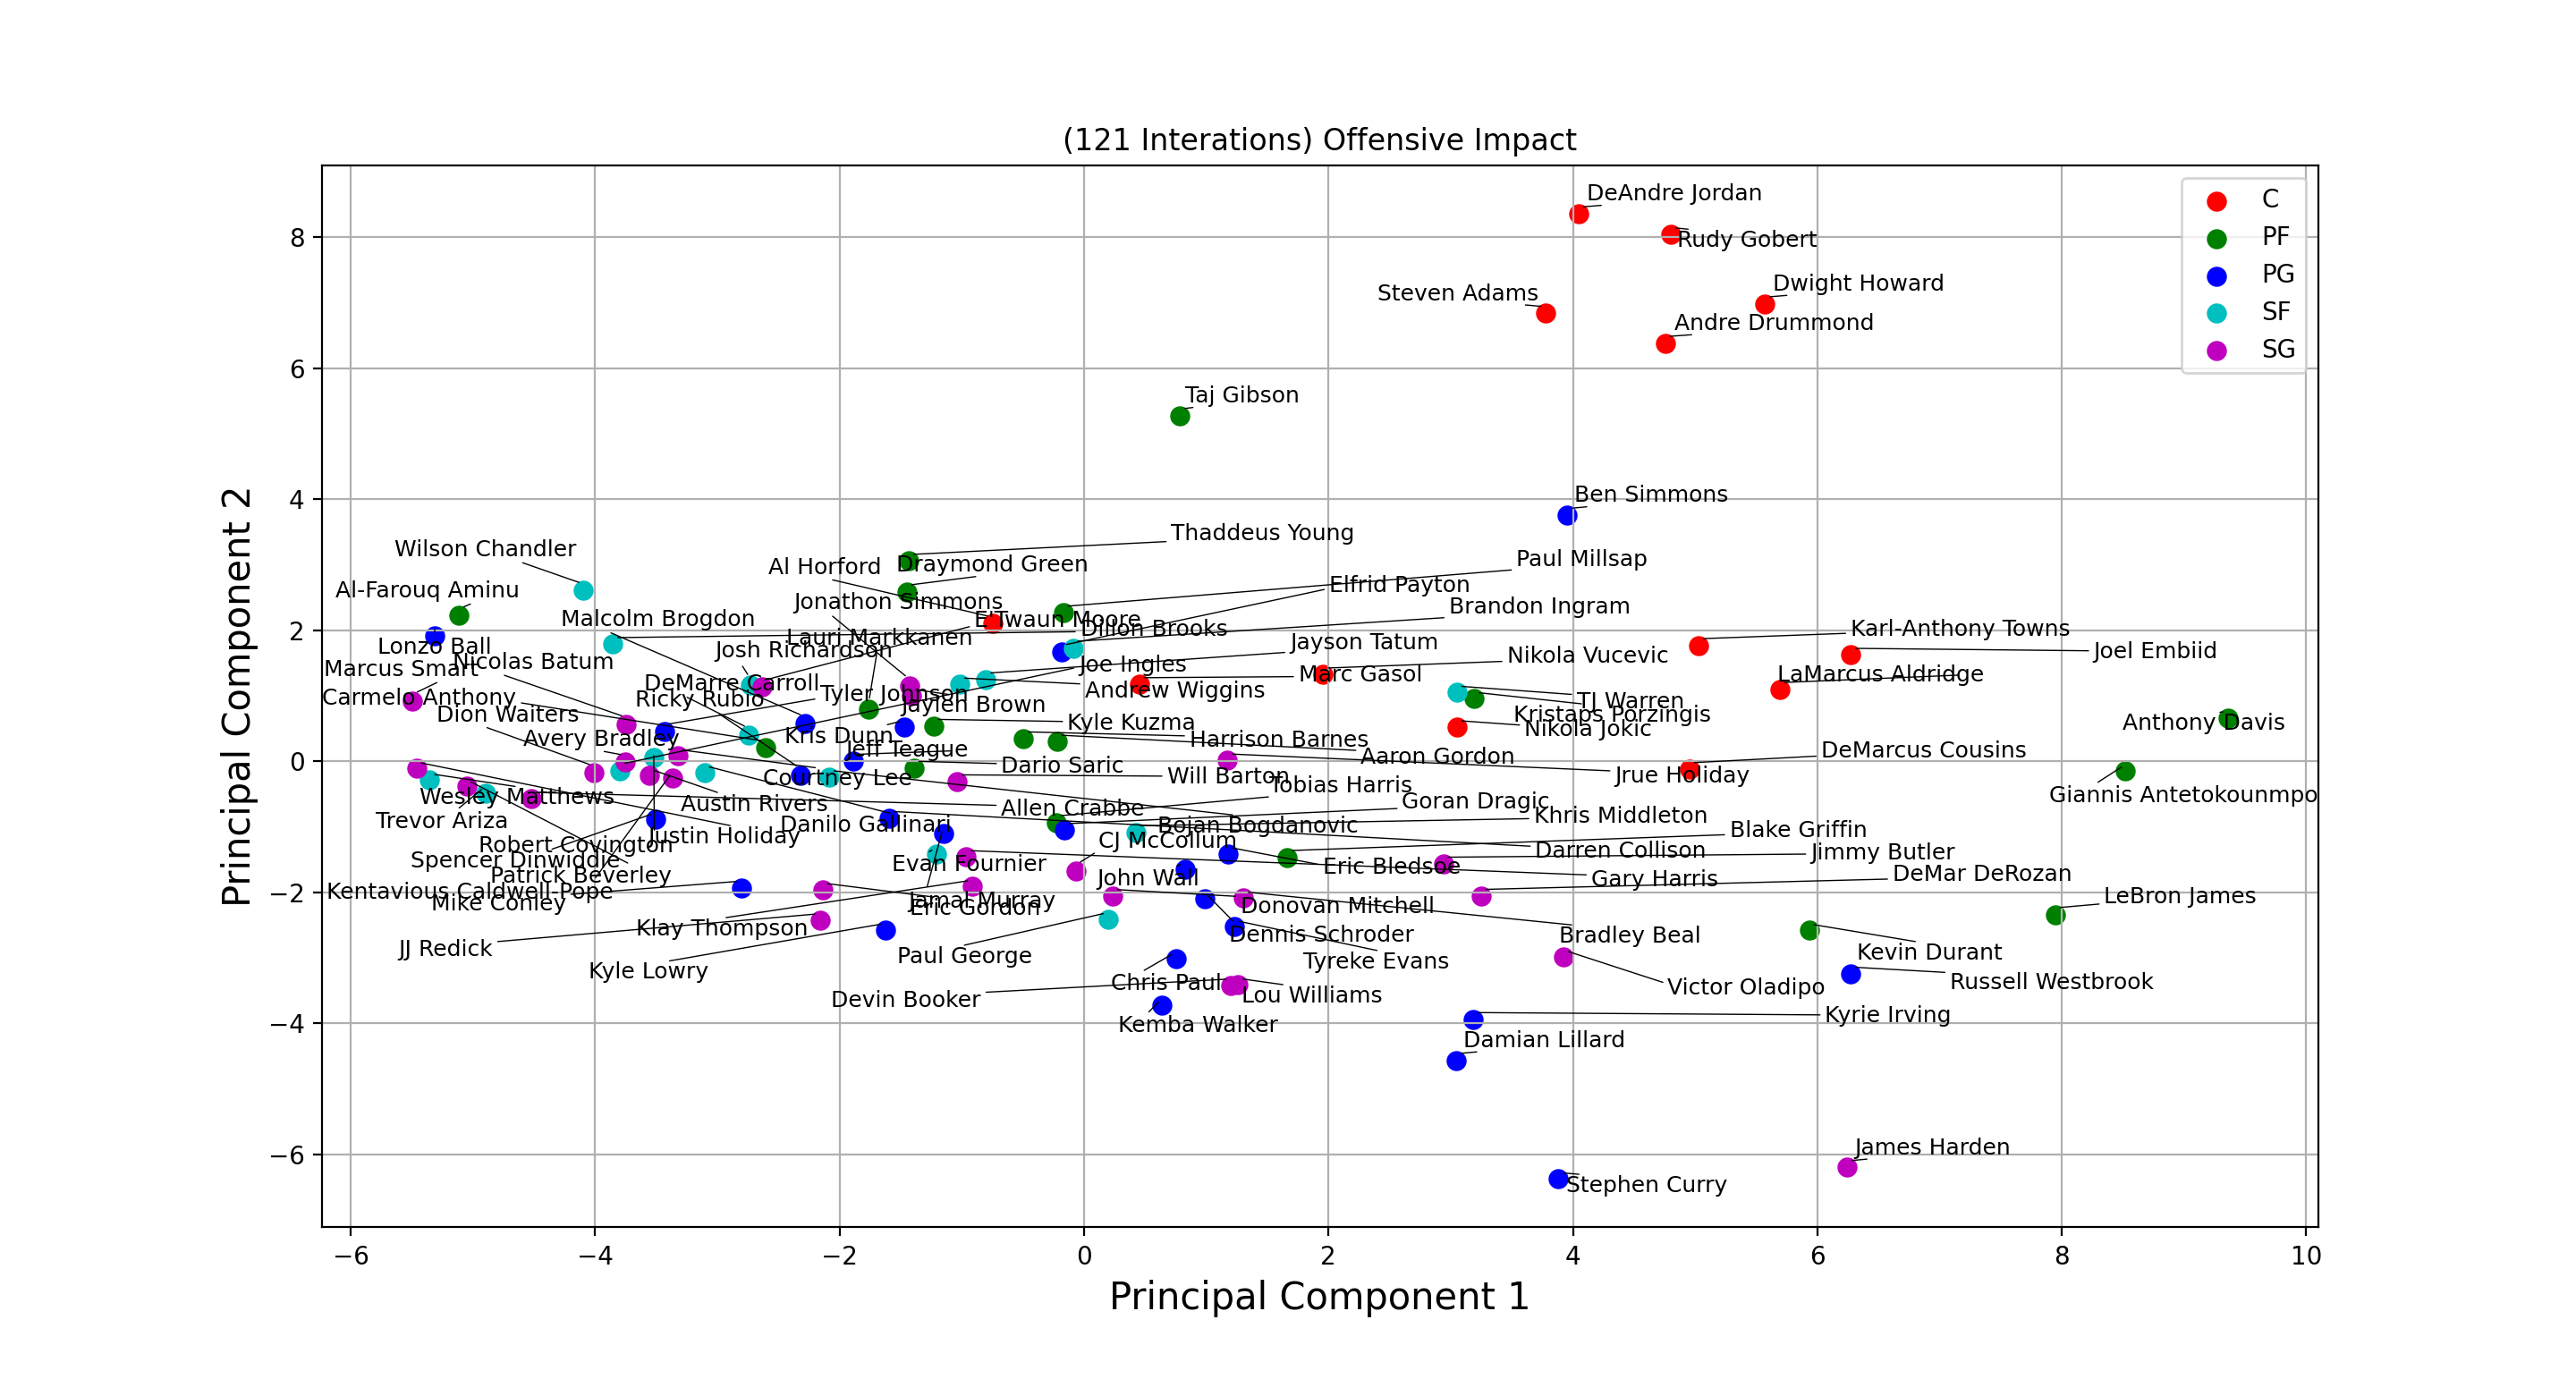 (121 Interations) Offensive Impact
DeAndre Jordan
Rudy Gobert
Dwight Howard
Steven Adams
Andre Drummond
Taj Gibson
Ben Simmons
Thaddeus Young
Wilson Chandler
Paul Millsap
Al Horford
Draymond Green
Elfrid Payton
Al-Farouq Aminu
Jonathon Simmons
Brandon Ingram
Malcolm Brogdon
E'Twaun Moore
Dillon Brooks
Karl-Anthony Towns
Lauri Markkanen
Jayson Tatum
Lonzo Ball
Josh Richardson
Joel Embiid
Nikola Vucevic
Marcus Smart
Nicolas Batum
Joe Ingles
Marc Gasol
LaMarcus Aldridge
DeMarre Carroll
Andrew Wiggins
Carmelo Anthony
Ricky Rubio
Tyler Johnson
TJ Warren
Jaylen Brown
Dion Waiters
Kyle Kuzma
Kristaps Porzingis
Anthony Davis
Nikola Jokic
Avery Bradley
Kris Dunn
Harrison Barnes
Jeff Teague
Aaron Gordon
DeMarcus Cousins
Dario Saric
Courtney Lee
Will Barton
Jrue Holiday
Tobias Harris
Giannis Antetokounmpo
Wesley Matthews
Austin Rivers
Allen Crabbe
Goran Dragic
Trevor Ariza
Danilo Gallinari
Bojan Bogdanovic
Khris Middleton
Justin Holiday
Blake Griffin
Robert Covington
CJ McCollum
Darren Collison
Jimmy Butler
Spencer Dinwiddie
Evan Fournier
Eric Bledsoe
Patrick Beverley
John Wall
Gary Harris
DeMar DeRozan
Kentavious Caldwell-Pope
Mike Conley
Jamal Murray
Eric Gordon
Donovan Mitchell
LeBron James
Klay Thompson
Dennis Schroder
Bradley Beal
JJ Redick
Paul George
Tyreke Evans
Kevin Durant
Kyle Lowry
Chris Paul
Victor Oladipo
Russell Westbrook
Devin Booker
Lou Williams
Kemba Walker
Kyrie Irving
Damian Lillard
James Harden
Stephen Curry
C
PF
PG
SF
SG
8
6
4
2
0
−2
−4
−6
−6
−4
−2
0
2
4
6
8
10
Principal Component 1
Principal Component 2